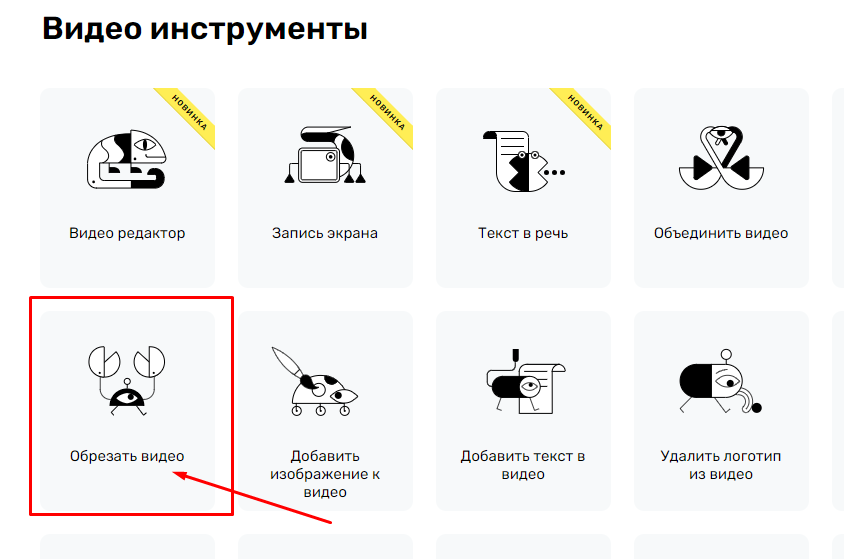 Видео инструменты
НОВИНКА
НОВИНКА
НОВИНКА
Видео редактор
Запись экрана
Текст в речь
Объединить видео
Обрезать видео
Добавить
изображение к
видео
Добавить текст в
видео
Удалить логотип
из видео